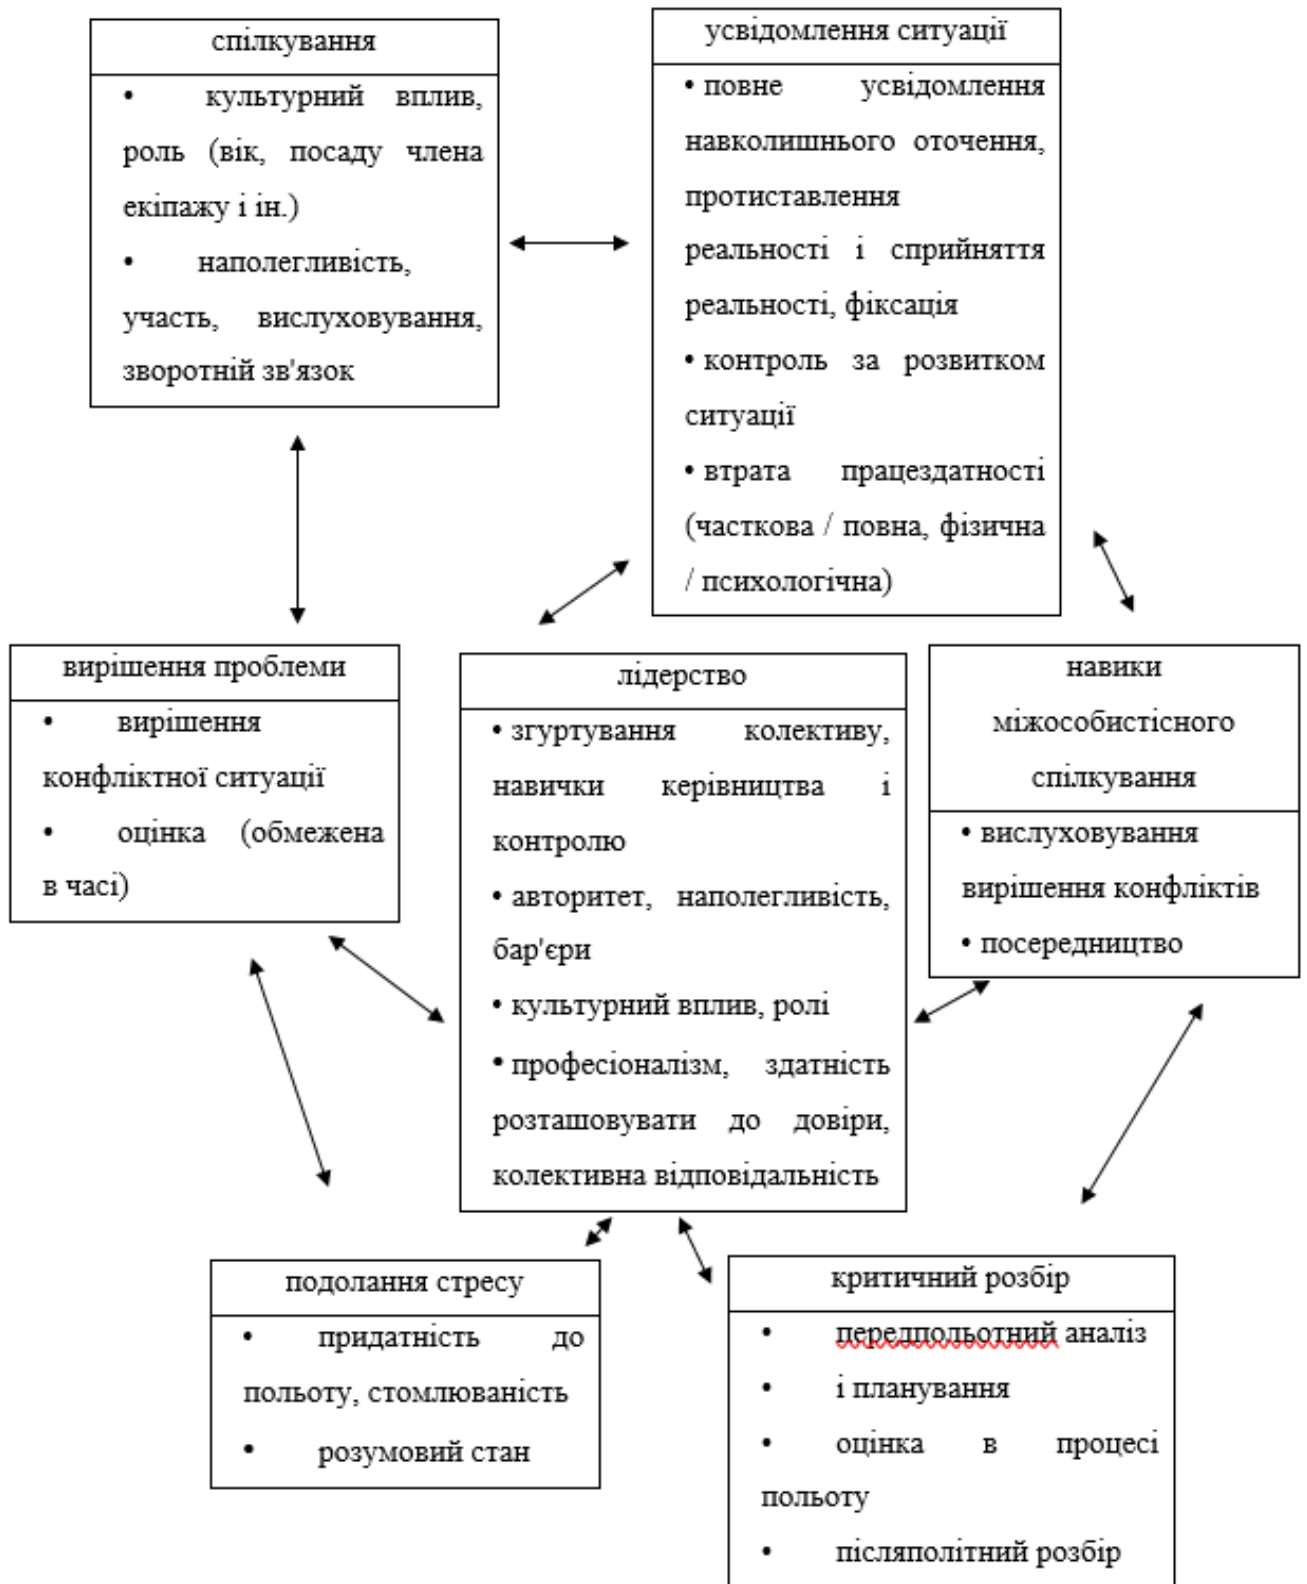 спілкування
• культурний вплив,
роль (вік, посаду члена
екіпажу і ін.)
• наполегливість,
участь, вислуховування,
зворотній зв'язок
усвідомлення ситуації
• повне усвідомлення
навколишнього оточення,
протиставлення
реальності і сприйняття
реальності, фіксація
• контроль за розвитком
ситуації
• втрата працездатності
(часткова / повна, фізична
/ психологічна)
вирішення проблеми
• вирішення
конфліктної ситуації
• оцінка (обмежена
в часі)
лідерство
• згуртування колективу,
навички керівництва і
контролю
• авторитет, наполегливість,
бар'єри
• культурний вплив, ролі
• професіоналізм, здатність
розташовувати до довіри,
колективна відповідальність
навики
міжособистісного
спілкування
• вислуховування
вирішення конфліктів
• посередництво
подолання стресу
• придатність до
польоту, стомлюваність
• розумовий стан
критичний розбір
• передпольотний аналіз
• і планування
• оцінка в процесі
польоту
• післяполітний розбір